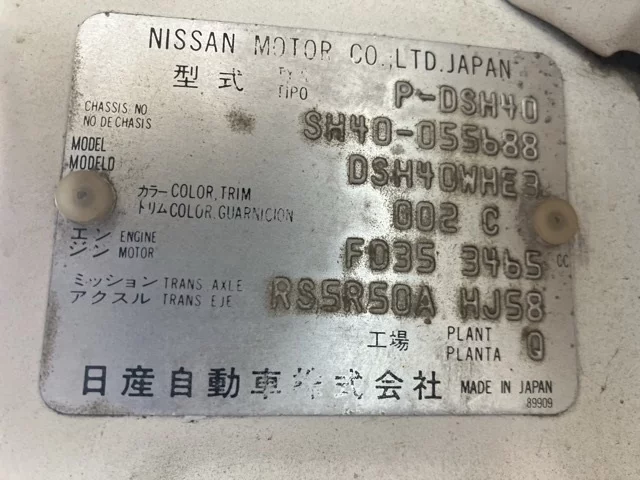 NISSAN MOTOR CO.,LTD.JAPAN
型式 TIPO P-DSH40
CHASSIS NO
NO DE CHASIS SH40-055688
MODEL
MODELO DSH40WHE3
カラー COLOR,TRIM
トリム COLOR,GUARNICION 002 C
エン ENGINE
ジン MOTOR FD35 3465 CC
ミッション TRANS AXLE
アクスル TRANS EJE RS5R50A HJ58
工場 PLANT
PLANTA Q
日産自動車株式会社 MADE IN JAPAN
89909